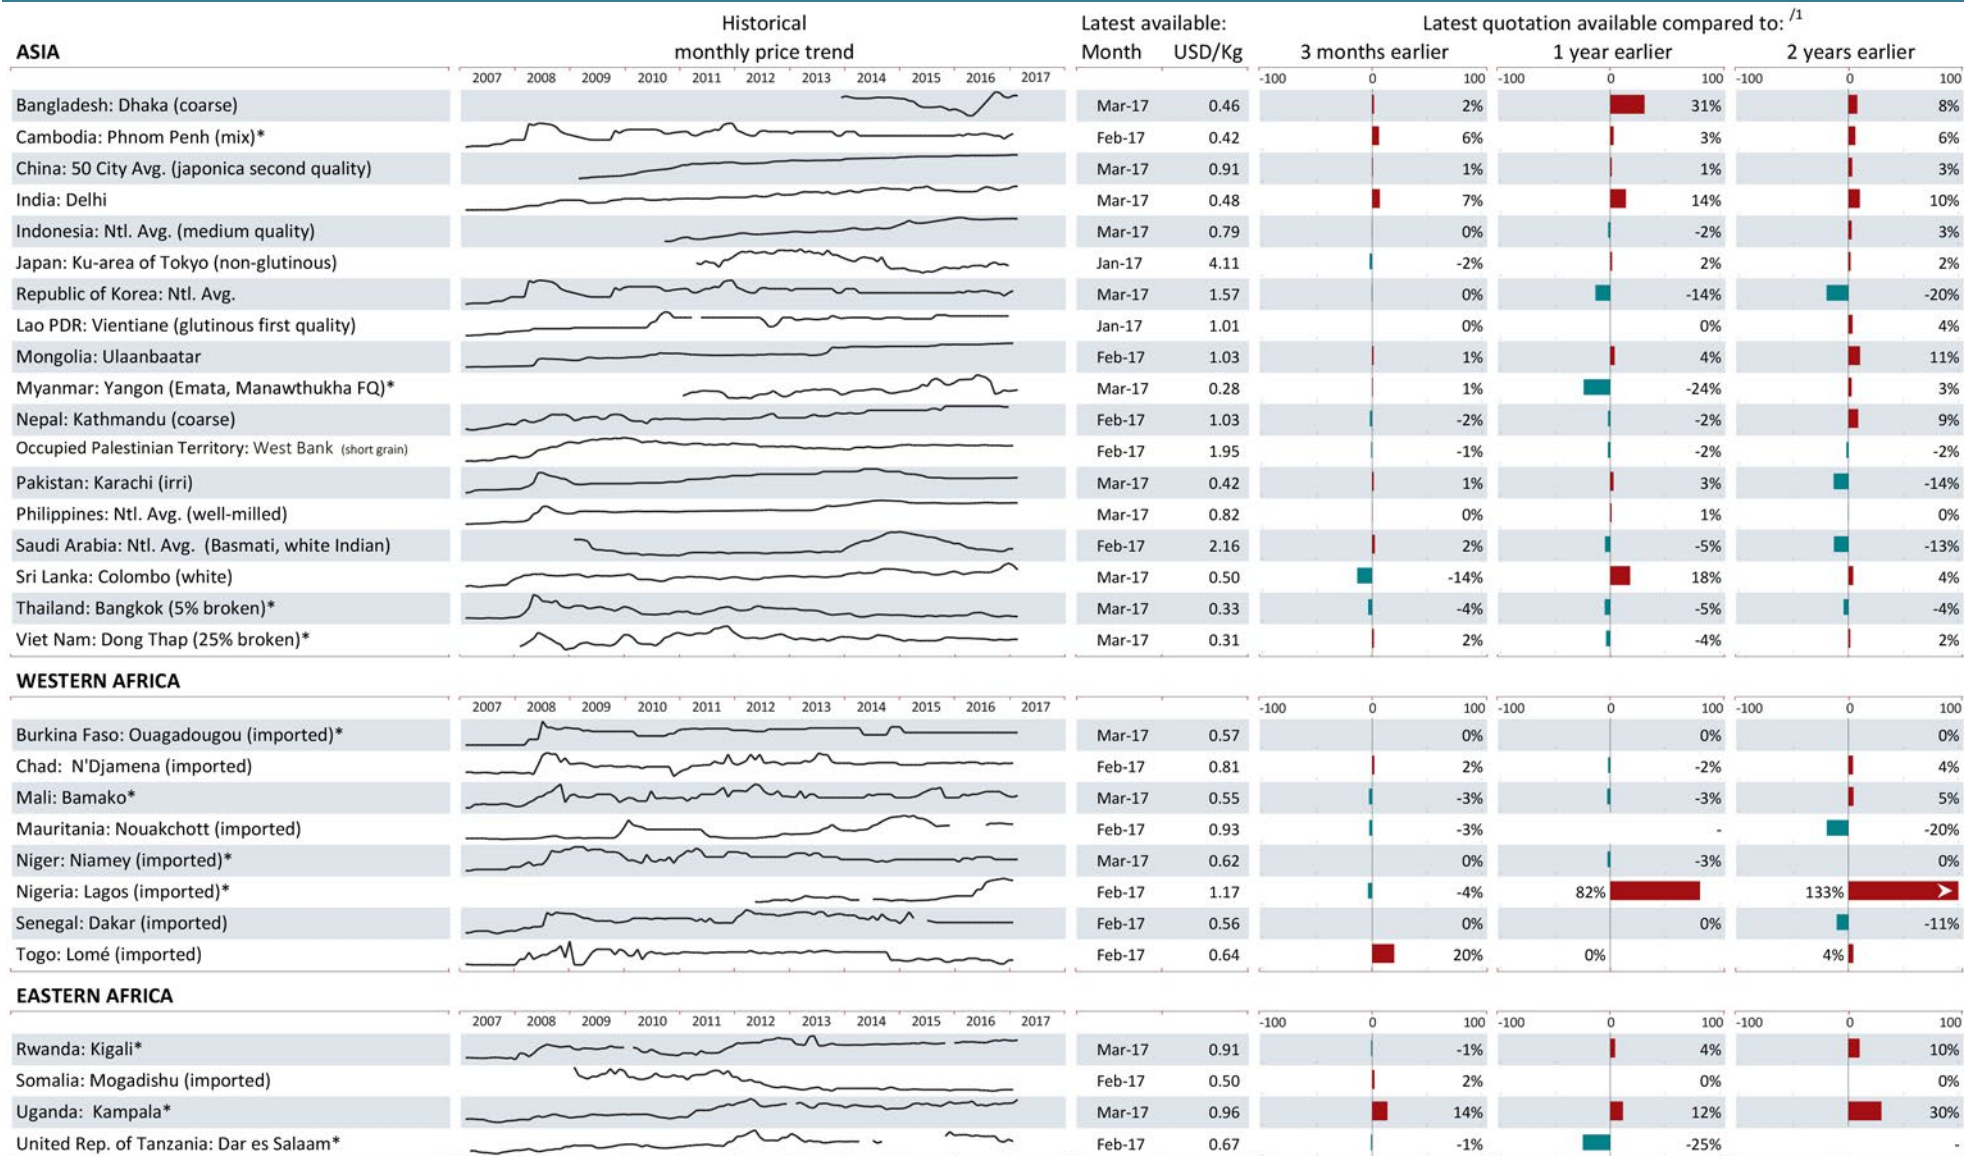 Historical Latest available: Latest quotation available compared to: /1
ASIA monthly price trend Month USD/Kg 3 months earlier 1 year earlier 2 years earlier
2007 2008 2009 2010 2011 2012 2013 2014 2015 2016 2017 -100 0 100 -100 0 100 -100 0 100
Bangladesh: Dhaka (coarse) Mar-17 0.46 2% 31% 8%
Cambodia: Phnom Penh (mix)* Feb-17 0.42 6% 3% 6%
China: 50 City Avg. (japonica second quality) Mar-17 0.91 1% 1% 3%
India: Delhi Mar-17 0.48 7% 14% 10%
Indonesia: Ntl. Avg. (medium quality) Mar-17 0.79 0% -2% 3%
Japan: Ku-area of Tokyo (non-glutinous) Jan-17 4.11 -2% 2% 2%
Republic of Korea: Ntl. Avg. Mar-17 1.57 0% -14% -20%
Lao PDR: Vientiane (glutinous first quality) Jan-17 1.01 0% 0% 4%
Mongolia: Ulaanbaatar Feb-17 1.03 1% 4% 11%
Myanmar: Yangon (Emata, Manawthukha FQ)* Mar-17 0.28 1% -24% 3%
Nepal: Kathmandu (coarse) Feb-17 1.03 -2% -2% 9%
Occupied Palestinian Territory: West Bank (short grain) Feb-17 1.95 -1% -2% -2%
Pakistan: Karachi (irri) Mar-17 0.42 1% 3% -14%
Philippines: Ntl. Avg. (well-milled) Mar-17 0.82 0% 1% 0%
Saudi Arabia: Ntl. Avg. (Basmati, white Indian) Feb-17 2.16 2% -5% -13%
Sri Lanka: Colombo (white) Mar-17 0.50 -14% 18% 4%
Thailand: Bangkok (5% broken)* Mar-17 0.33 -4% -5% -4%
Viet Nam: Dong Thap (25% broken)* Mar-17 0.31 2% -4% 2%
WESTERN AFRICA
2007 2008 2009 2010 2011 2012 2013 2014 2015 2016 2017 -100 0 100 -100 0 100 -100 0 100
Burkina Faso: Ouagadougou (imported)* Mar-17 0.57 0% 0% 0%
Chad: N'Djamena (imported) Feb-17 0.81 2% -2% 4%
Mali: Bamako* Mar-17 0.55 -3% -3% 5%
Mauritania: Nouakchott (imported) Feb-17 0.93 -3% - -20%
Niger: Niamey (imported)* Mar-17 0.62 0% -3% 0%
Nigeria: Lagos (imported)* Feb-17 1.17 -4% 82% 133%
Senegal: Dakar (imported) Feb-17 0.56 0% 0% -11%
Togo: Lomé (imported) Feb-17 0.64 20% 0% 4%
EASTERN AFRICA
2007 2008 2009 2010 2011 2012 2013 2014 2015 2016 2017 -100 0 100 -100 0 100 -100 0 100
Rwanda: Kigali* Mar-17 0.91 -1% 4% 10%
Somalia: Mogadishu (imported) Feb-17 0.50 2% 0% 0%
Uganda: Kampala* Mar-17 0.96 14% 12% 30%
United Rep. of Tanzania: Dar es Salaam* Feb-17 0.67 -1% -25% -